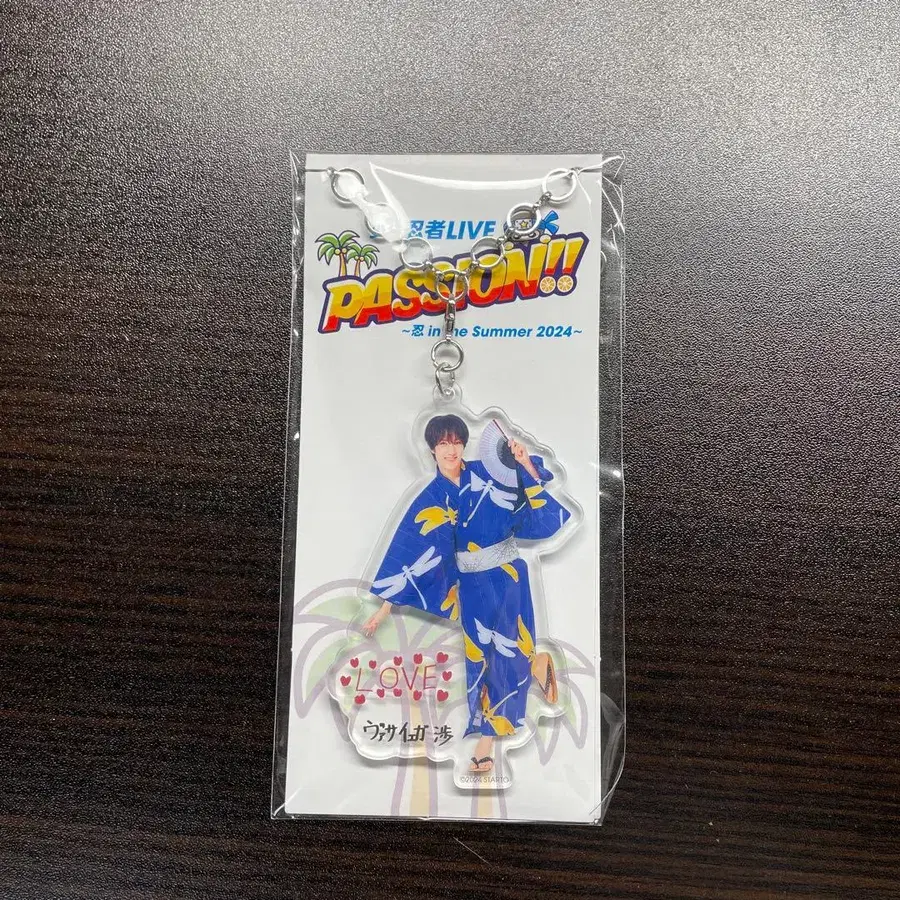 忍者LIVE
PASSION!!
~忍 in the Summer 2024~
LOVE
ヴァサイェガ 渉
©2024 STARTO